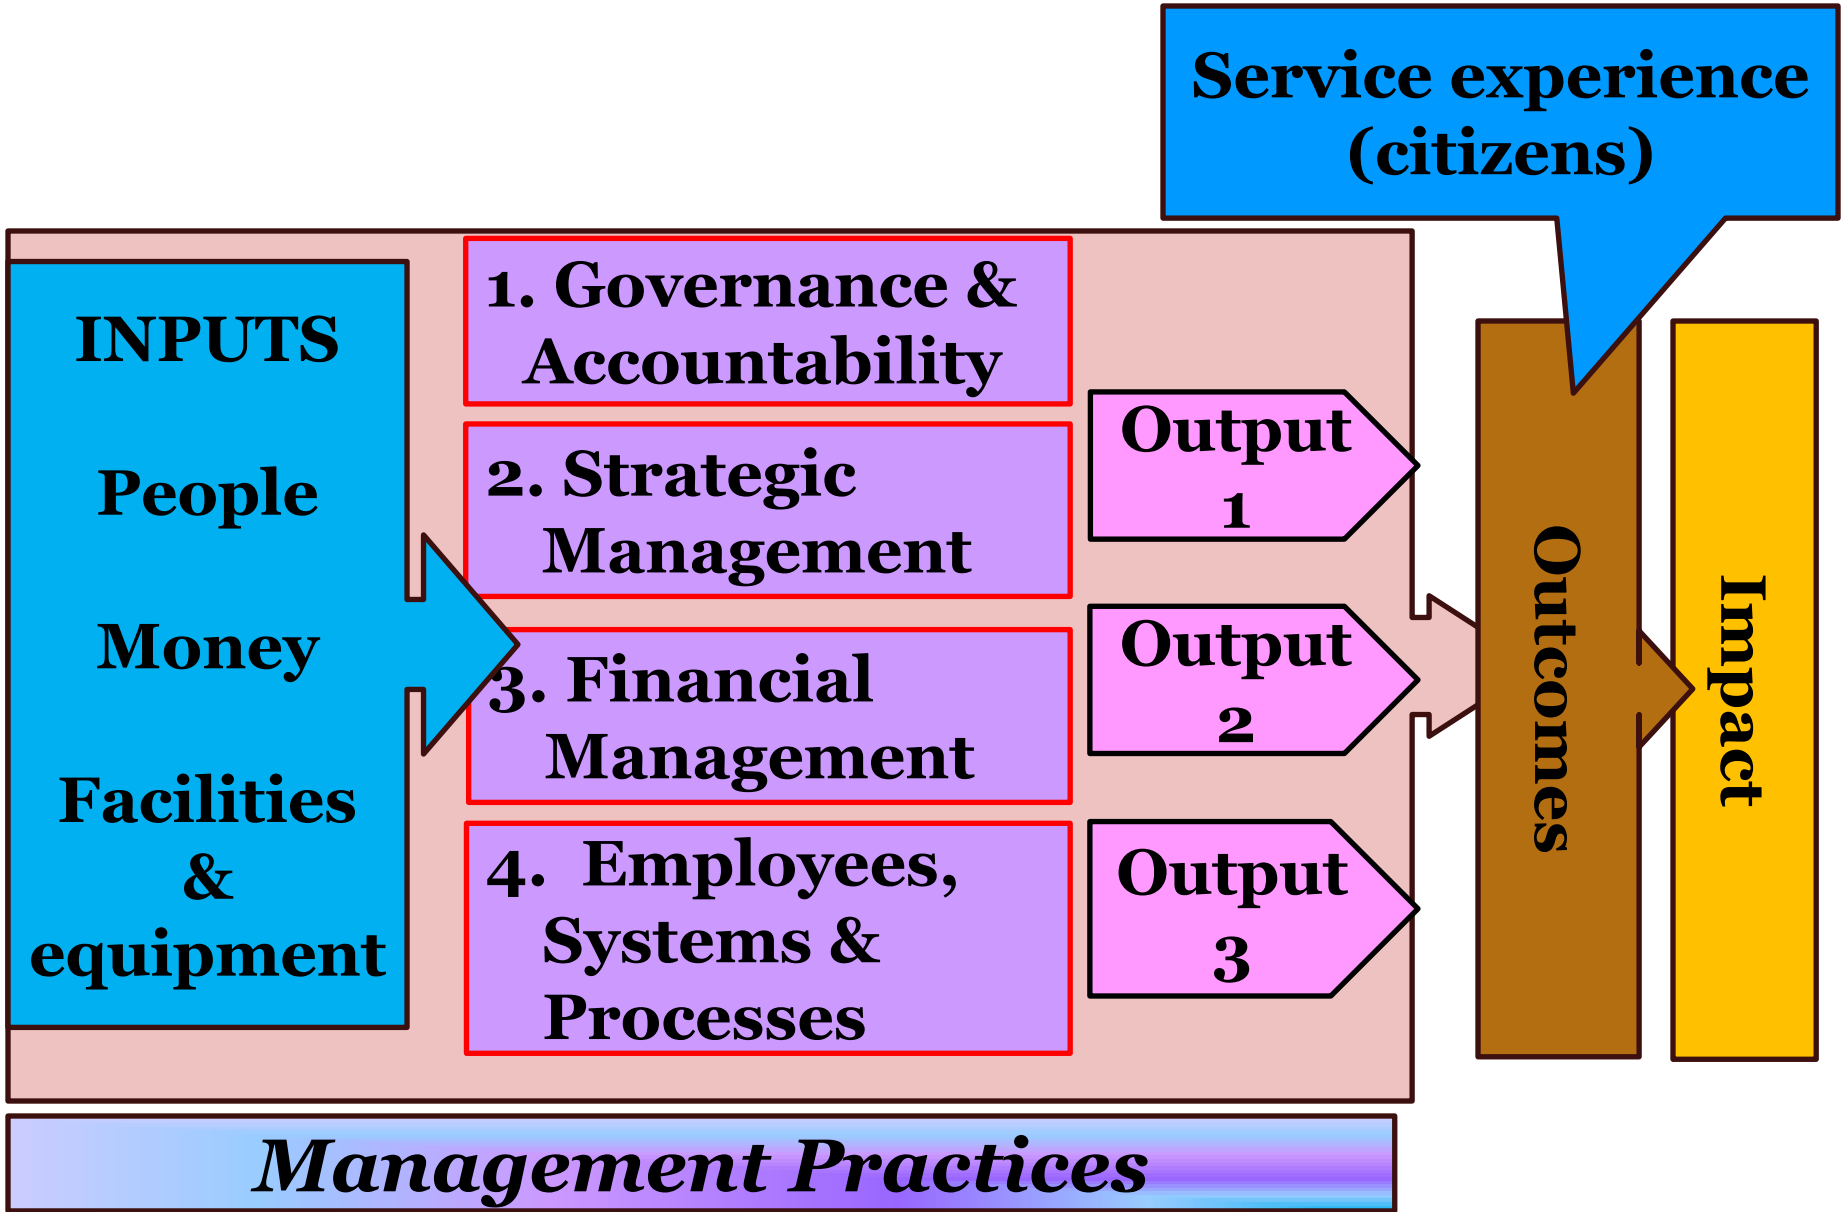 Service experience
(citizens)
INPUTS
People
Money
Facilities
&
equipment
1. Governance &
Accountability
2. Strategic
Management
3. Financial
Management
4. Employees,
Systems &
Processes
Output
1
Output
2
Output
3
Outcomes
Impact
Management Practices